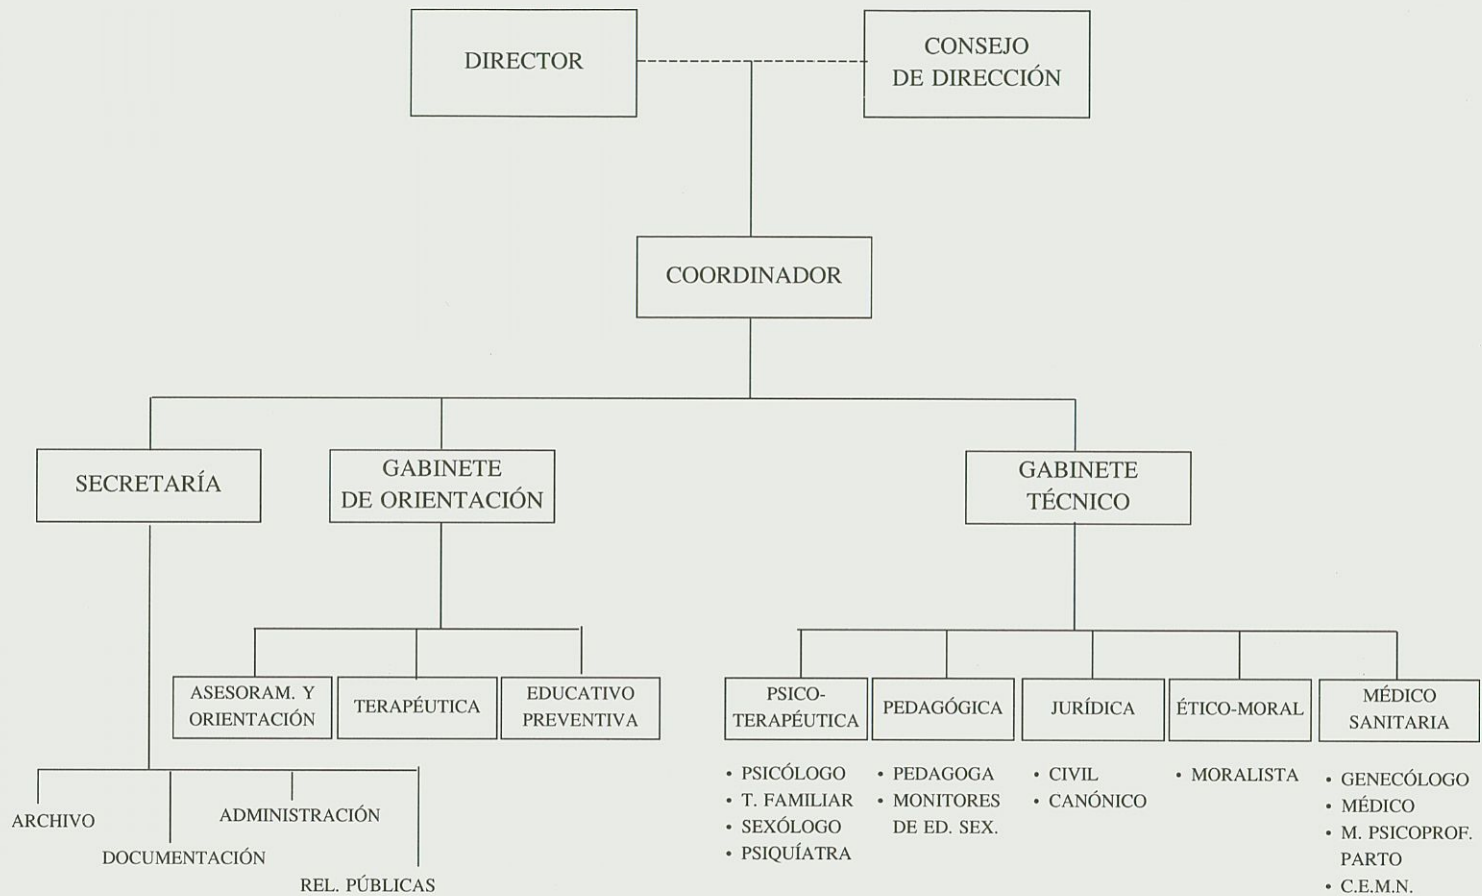 DIRECTOR
CONSEJO
DE DIRECCIÓN
COORDINADOR
SECRETARÍA
GABINETE
DE ORIENTACIÓN
GABINETE
TÉCNICO
ASESORAM. Y
ORIENTACIÓN
TERAPÉUTICA
EDUCATIVO
PREVENTIVA
PSICO-
TERAPÉUTICA
PEDAGÓGICA
JURÍDICA
ÉTICO-MORAL
MÉDICO
SANITARIA
ARCHIVO
DOCUMENTACIÓN
ADMINISTRACIÓN
REL. PÚBLICAS
• PSICÓLOGO
• T. FAMILIAR
• SEXÓLOGO
• PSIQUÍATRA
• PEDAGOGA
• MONITORES
DE ED. SEX.
• CIVIL
• CANÓNICO
• MORALISTA
• GENECÓLOGO
• MÉDICO
• M. PSICOPROF.
PARTO
• C.E.M.N.